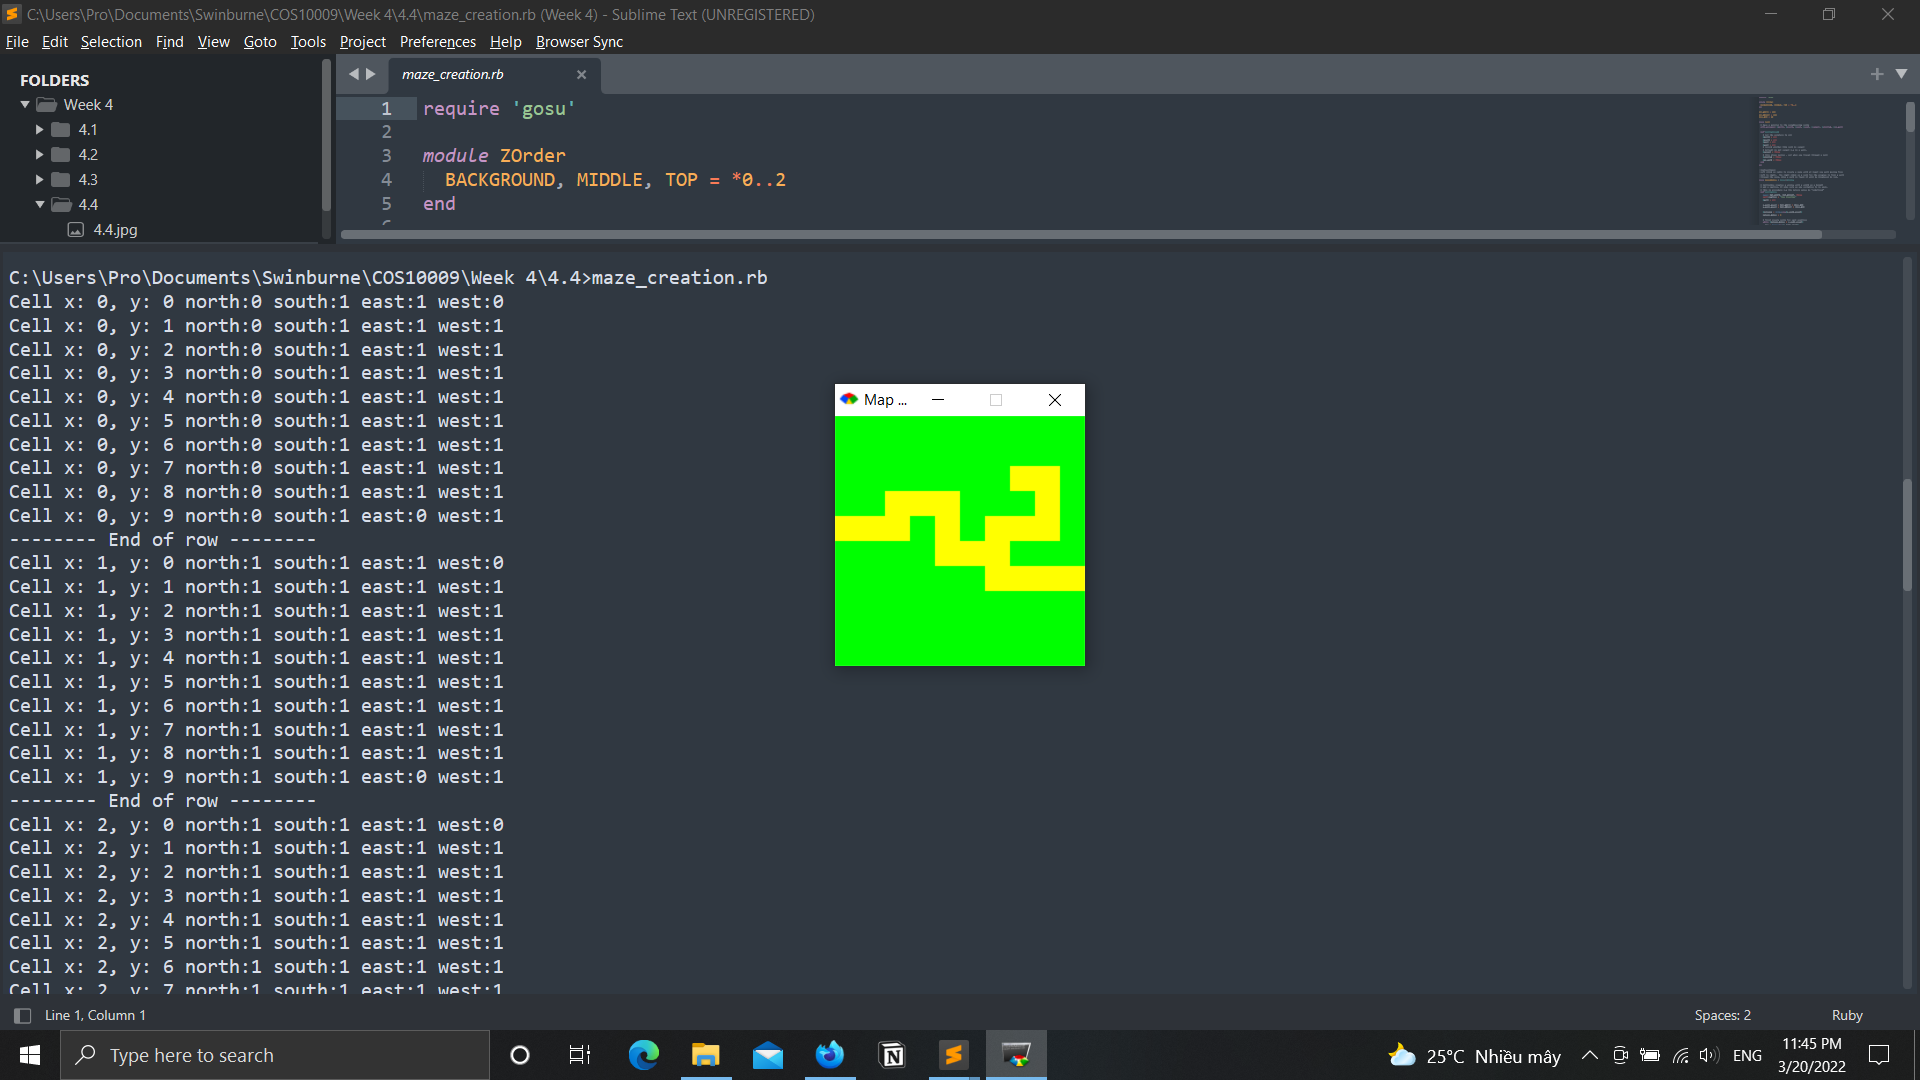 C:\Users\Pro\Documents\Swinburne\COS10009\Week 4\4.4\maze_creation.rb (Week 4) - Sublime Text (UNREGISTERED)
File Edit Selection Find View Goto Tools Project Preferences Help Browser Sync
FOLDERS
Week 4
4.1
4.2
4.3
4.4
4.4.jpg
maze_creation.rb
1 require 'gosu'
2
3 module ZOrder
4 BACKGROUND, MIDDLE, TOP = *0..2
5 end
C:\Users\Pro\Documents\Swinburne\COS10009\Week 4\4.4>maze_creation.rb
Cell x: 0, y: 0 north:0 south:1 east:1 west:0
Cell x: 0, y: 1 north:0 south:1 east:1 west:1
Cell x: 0, y: 2 north:0 south:1 east:1 west:1
Cell x: 0, y: 3 north:0 south:1 east:1 west:1
Cell x: 0, y: 4 north:0 south:1 east:1 west:1
Cell x: 0, y: 5 north:0 south:1 east:1 west:1
Cell x: 0, y: 6 north:0 south:1 east:1 west:1
Cell x: 0, y: 7 north:0 south:1 east:1 west:1
Cell x: 0, y: 8 north:0 south:1 east:1 west:1
Cell x: 0, y: 9 north:0 south:1 east:0 west:1
-------- End of row --------
Cell x: 1, y: 0 north:1 south:1 east:1 west:0
Cell x: 1, y: 1 north:1 south:1 east:1 west:1
Cell x: 1, y: 2 north:1 south:1 east:1 west:1
Cell x: 1, y: 3 north:1 south:1 east:1 west:1
Cell x: 1, y: 4 north:1 south:1 east:1 west:1
Cell x: 1, y: 5 north:1 south:1 east:1 west:1
Cell x: 1, y: 6 north:1 south:1 east:1 west:1
Cell x: 1, y: 7 north:1 south:1 east:1 west:1
Cell x: 1, y: 8 north:1 south:1 east:1 west:1
Cell x: 1, y: 9 north:1 south:1 east:0 west:1
-------- End of row --------
Cell x: 2, y: 0 north:1 south:1 east:1 west:0
Cell x: 2, y: 1 north:1 south:1 east:1 west:1
Cell x: 2, y: 2 north:1 south:1 east:1 west:1
Cell x: 2, y: 3 north:1 south:1 east:1 west:1
Cell x: 2, y: 4 north:1 south:1 east:1 west:1
Cell x: 2, y: 5 north:1 south:1 east:1 west:1
Cell x: 2, y: 6 north:1 south:1 east:1 west:1
Cell x: 2, y: 7 north:1 south:1 east:1 west:1
Map ...
Line 1, Column 1
Spaces: 2
Ruby
Type here to search
25°C Nhiều mây
ENG
11:45 PM
3/20/2022